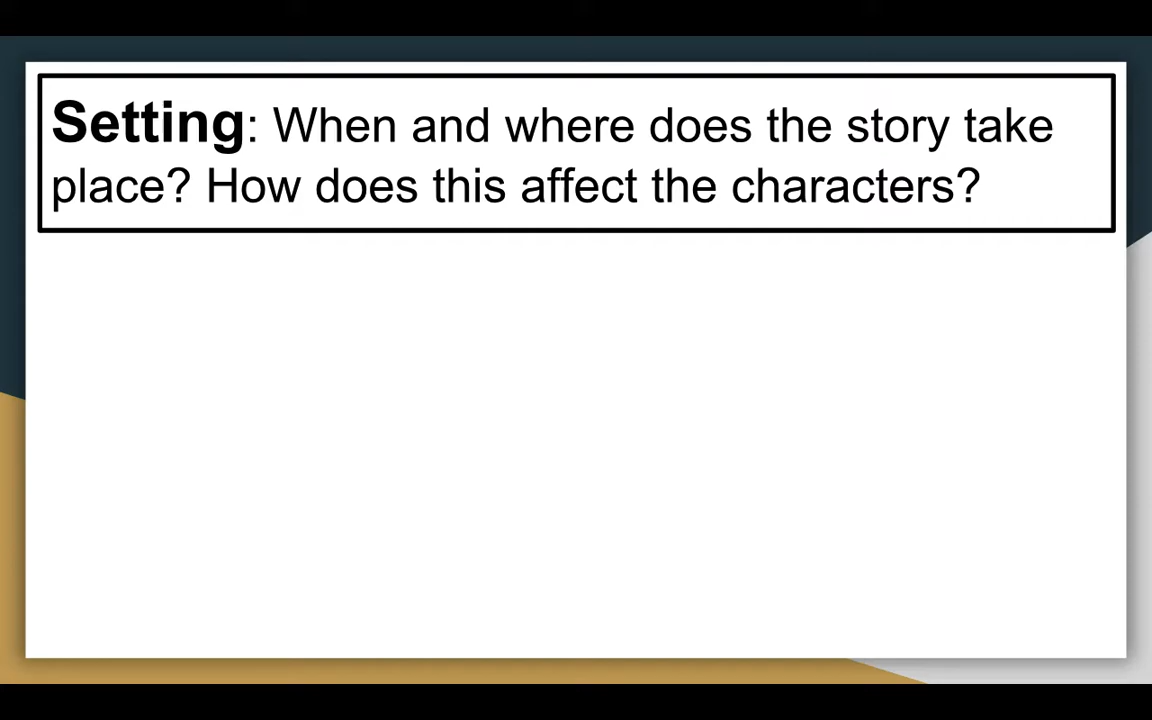 Setting: When and where does the story take
place? How does this affect the characters?